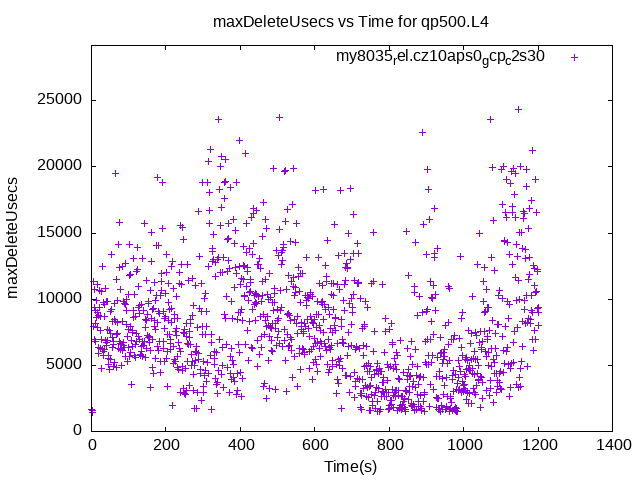 maxDeleteUsecs vs Time for qp500.L4
my8035rel.cz10aps0gcpc2s30
25000
20000
15000
10000
5000
0
maxDeleteUsecs
0 200 400 600 800 1000 1200 1400
Time(s)